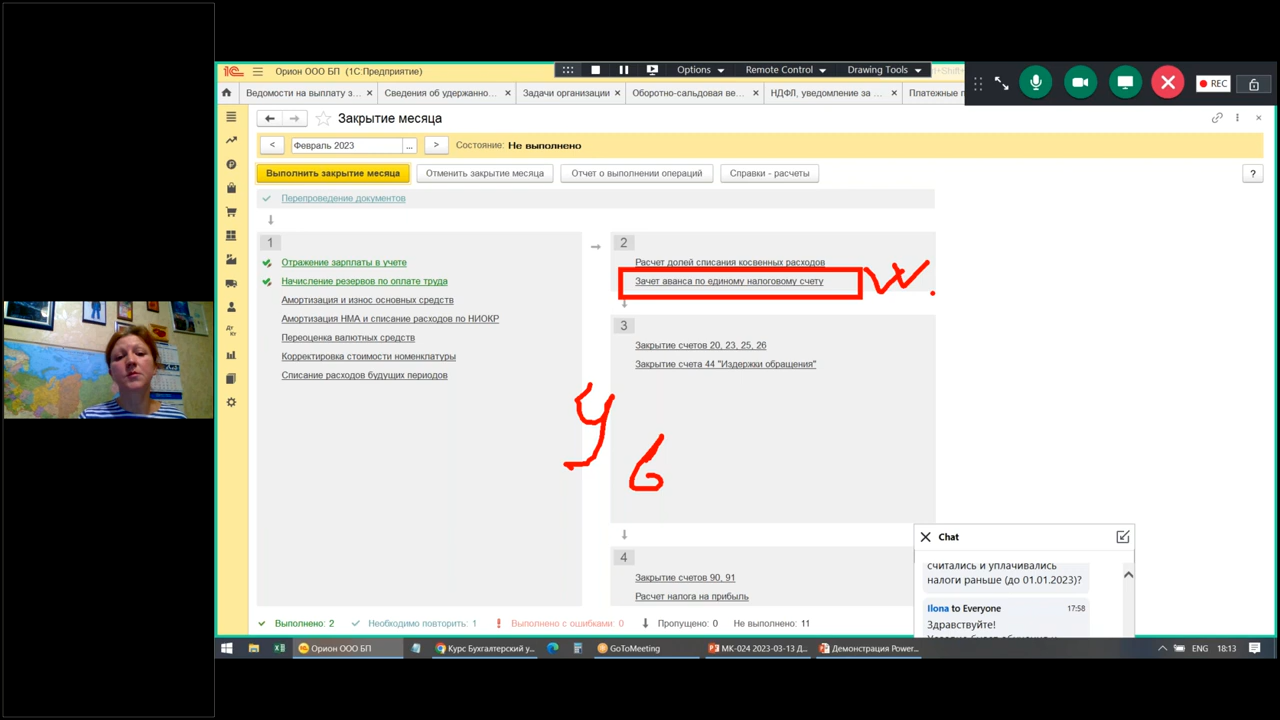 Орион ООО БП (1С:Предприятие)
Options
Remote Control
Drawing Tools
REC
Ведомости на выплату з...
Сведения об удержанно...
Задачи организации
Оборотно-сальдовая ве...
НДФЛ, уведомление за ...
Платежные п
Закрытие месяца
Февраль 2023
...
Состояние: Не выполнено
Выполнить закрытие месяца
Отменить закрытие месяца
Отчет о выполнении операций
Справки - расчеты
?
Перепроведение документов
1
Отражение зарплаты в учете
Начисление резервов по оплате труда
Амортизация и износ основных средств
Амортизация НМА и списание расходов по НИОКР
Переоценка валютных средств
Корректировка стоимости номенклатуры
Списание расходов будущих периодов
2
Расчет долей списания косвенных расходов
Зачет аванса по единому налоговому счету
3
Закрытие счетов 20, 23, 25, 26
Закрытие счета 44 "Издержки обращения"
4
Закрытие счетов 90, 91
Расчет налога на прибыль
У
6
Chat
считались и уплачивались
налоги раньше (до 01.01.2023)?
Ilona to Everyone 17:58
Здравствуйте!
Выполнено: 2
Необходимо повторить: 1
Выполнено с ошибками: 0
Пропущено: 0
Не выполнено: 11
Орион ООО БП
Курс Бухгалтерский у...
GoToMeeting
МК-024 2023-03-13 Д...
Демонстрация Power...
ENG
18:13